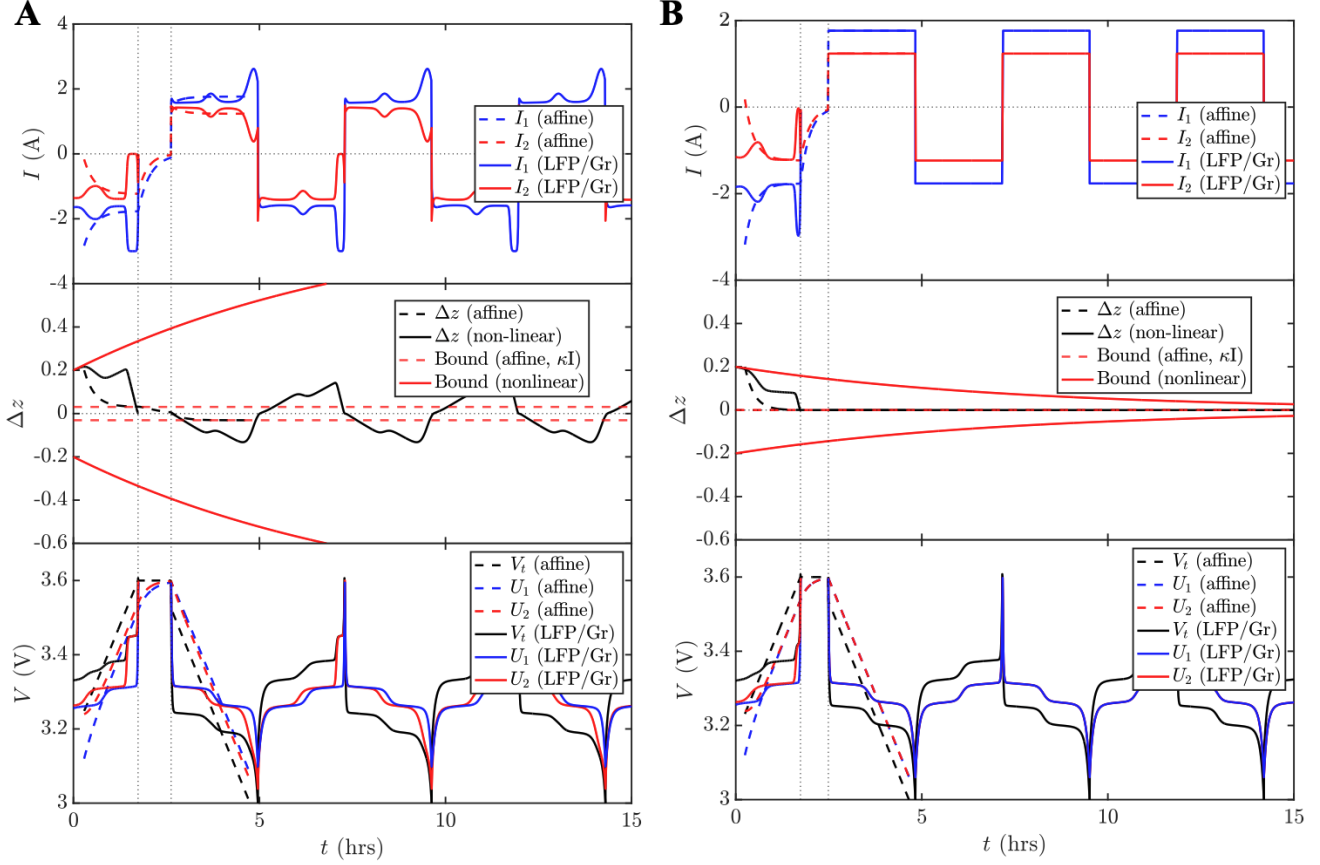 A
4
2
0
-2
-4
I (A)
I₁ (affine)
I₂ (affine)
I₁ (LFP/Gr)
I₂ (LFP/Gr)
0.4
0.2
0
-0.2
-0.4
-0.6
Δz
Δz (affine)
Δz (non-linear)
Bound (affine, κI)
Bound (nonlinear)
3.6
3.4
3.2
3
V (V)
Vₜ (affine)
U₁ (affine)
U₂ (affine)
Vₜ (LFP/Gr)
U₁ (LFP/Gr)
U₂ (LFP/Gr)
0 5 10 15
t (hrs)
B
2
0
-2
-4
I (A)
I₁ (affine)
I₂ (affine)
I₁ (LFP/Gr)
I₂ (LFP/Gr)
0.4
0.2
0
-0.2
-0.4
-0.6
Δz
Δz (affine)
Δz (non-linear)
Bound (affine, κI)
Bound (nonlinear)
3.6
3.4
3.2
3
V (V)
Vₜ (affine)
U₁ (affine)
U₂ (affine)
Vₜ (LFP/Gr)
U₁ (LFP/Gr)
U₂ (LFP/Gr)
0 5 10 15
t (hrs)